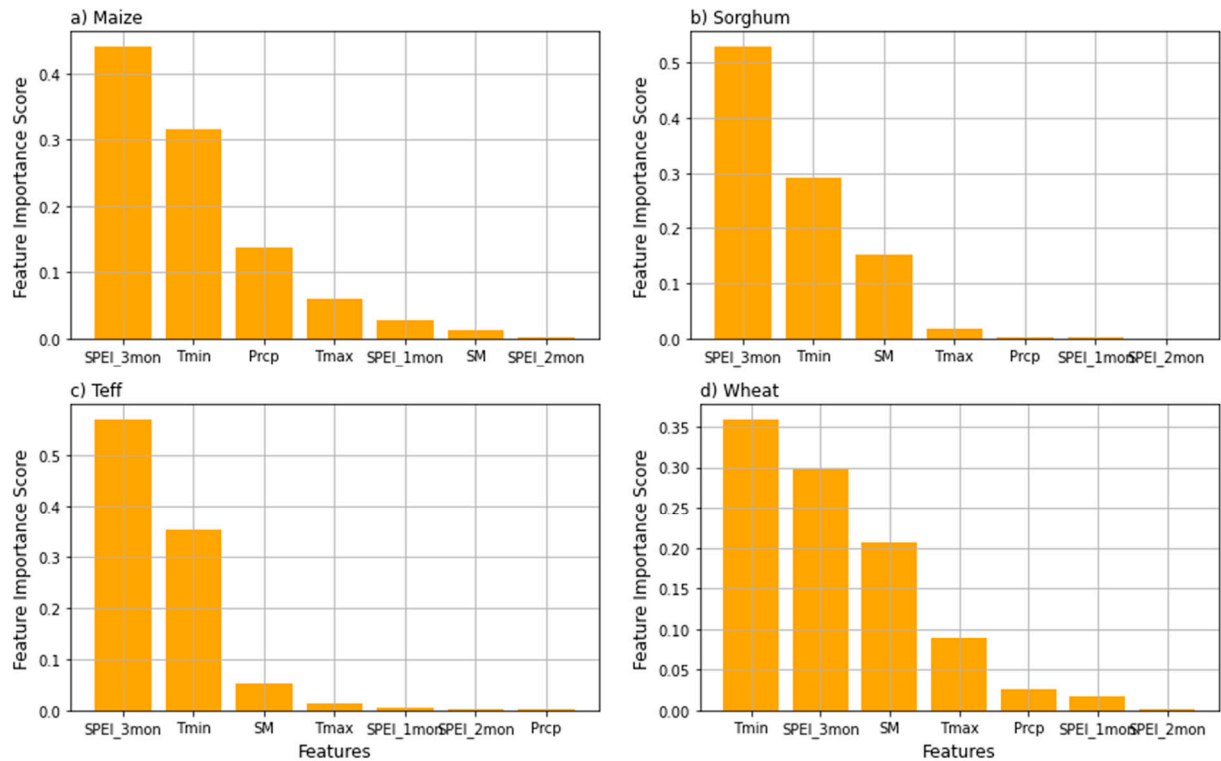 a) Maize
Feature Importance Score
0.4
0.3
0.2
0.1
0.0
SPEI_3mon Tmin Prcp Tmax SPEI_1mon SM SPEI_2mon
b) Sorghum
Feature Importance Score
0.5
0.4
0.3
0.2
0.1
0.0
SPEI_3mon Tmin SM Tmax Prcp SPEI_1mon SPEI_2mon
c) Teff
Feature Importance Score
0.5
0.4
0.3
0.2
0.1
0.0
SPEI_3mon Tmin SM Tmax SPEI_1mon SPEI_2mon Prcp
Features
d) Wheat
Feature Importance Score
0.35
0.30
0.25
0.20
0.15
0.10
0.05
0.00
Tmin SPEI_3mon SM Tmax Prcp SPEI_1mon SPEI_2mon
Features